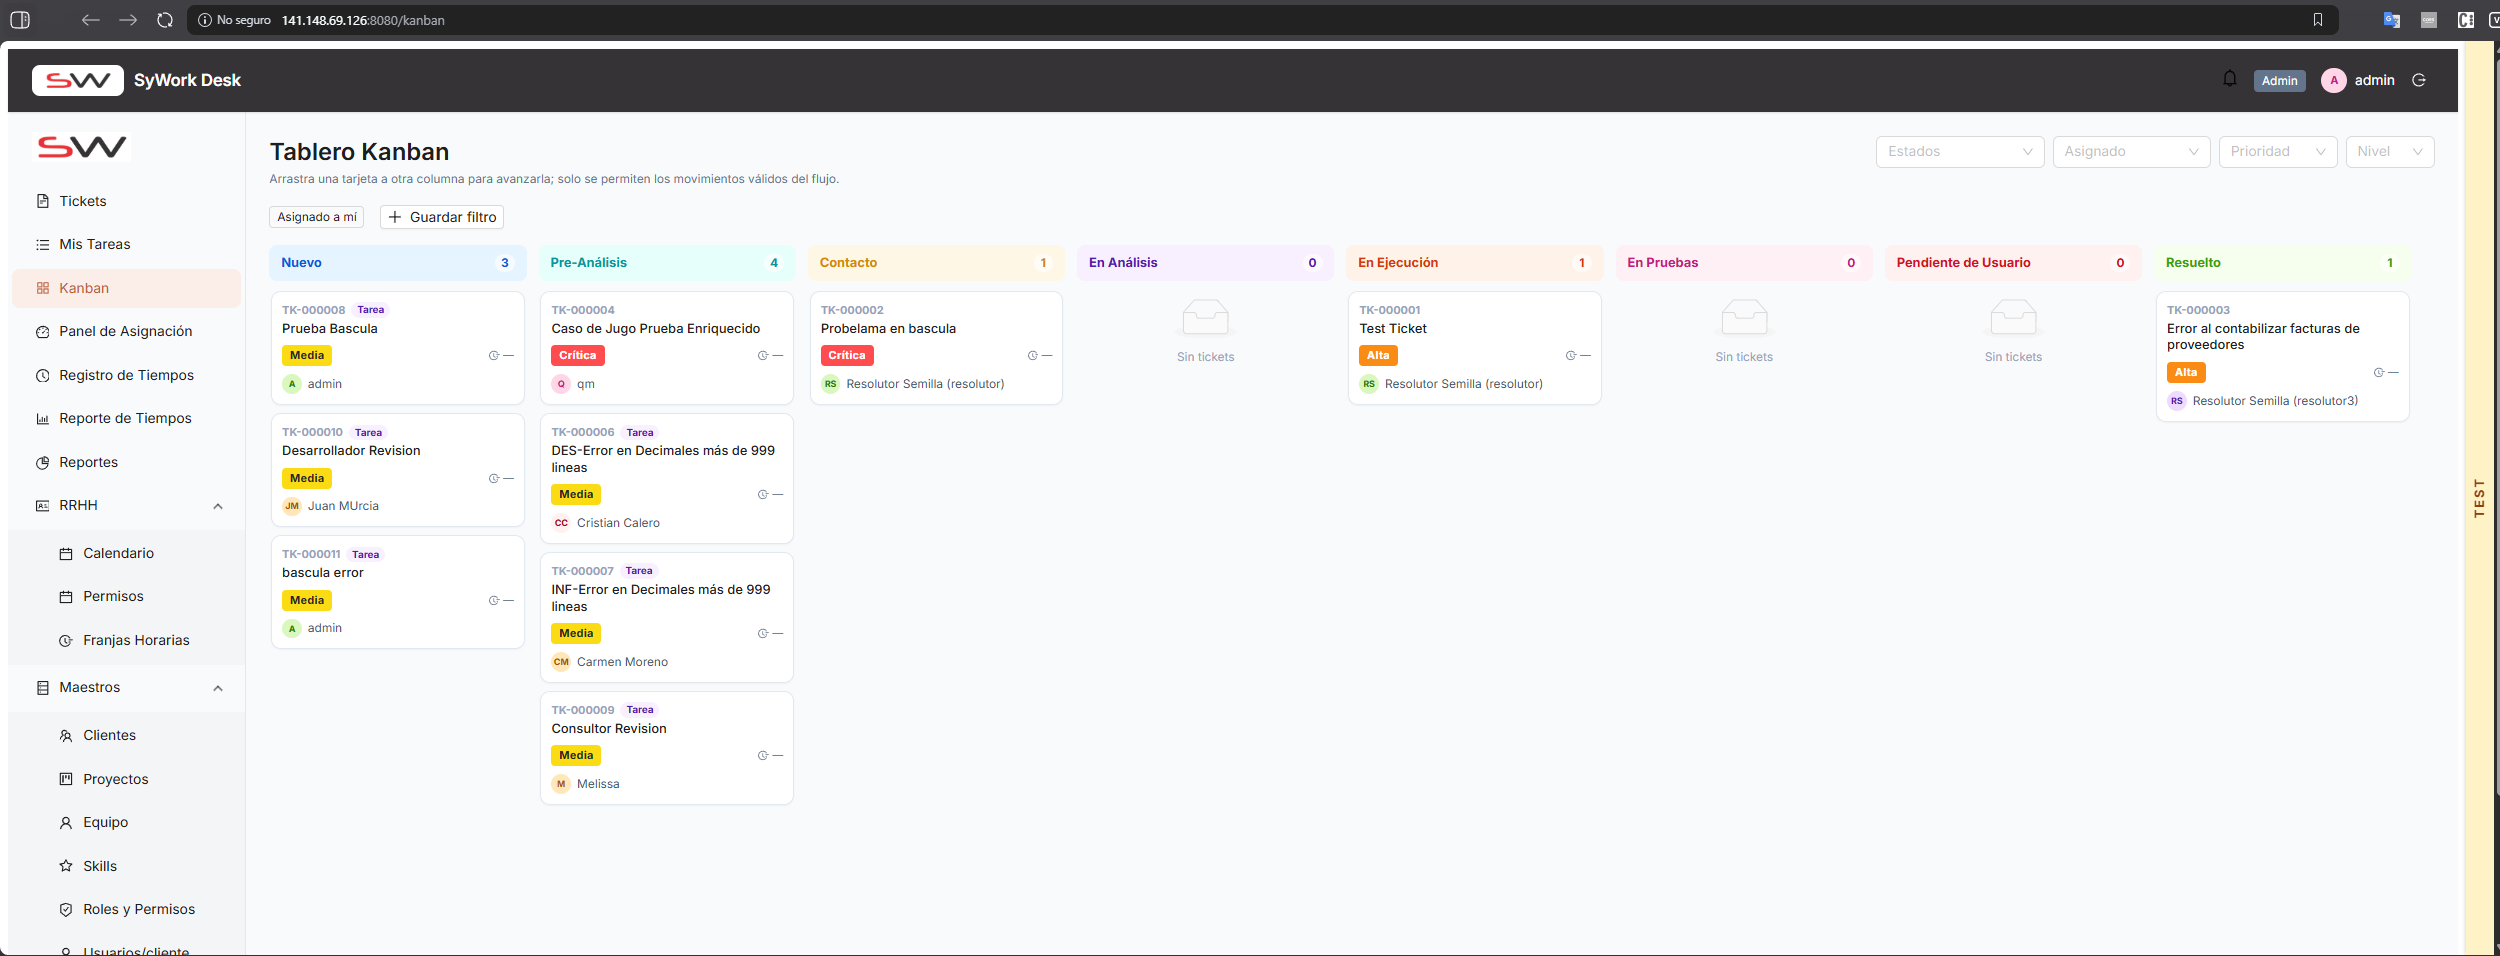 No seguro 141.148.69.126:8080/kanban
SW SyWork Desk
Admin A admin
SW
Tickets
Mis Tareas
Kanban
Panel de Asignación
Registro de Tiempos
Reporte de Tiempos
Reportes
RRHH
Calendario
Permisos
Franjas Horarias
Maestros
Clientes
Proyectos
Equipo
Skills
Roles y Permisos
Usuarios/cliente
Tablero Kanban
Arrastra una tarjeta a otra columna para avanzarla; solo se permiten los movimientos válidos del flujo.
Estados Asignado Prioridad Nivel
Asignado a mí + Guardar filtro
Nuevo 3
TK-000008 Tarea
Prueba Bascula
Media —
A admin
TK-000010 Tarea
Desarrollador Revision
Media —
JM Juan MUrcia
TK-000011 Tarea
bascula error
Media —
A admin
Pre-Análisis 4
TK-000004
Caso de Jugo Prueba Enriquecido
Crítica —
Q qm
TK-000006 Tarea
DES-Error en Decimales más de 999
lineas
Media —
CC Cristian Calero
TK-000007 Tarea
INF-Error en Decimales más de 999
lineas
Media —
CM Carmen Moreno
TK-000009 Tarea
Consultor Revision
Media —
M Melissa
Contacto 1
TK-000002
Probelama en bascula
Crítica —
RS Resolutor Semilla (resolutor)
En Análisis 0
Sin tickets
En Ejecución 1
TK-000001
Test Ticket
Alta —
RS Resolutor Semilla (resolutor)
En Pruebas 0
Sin tickets
Pendiente de Usuario 0
Sin tickets
Resuelto 1
TK-000003
Error al contabilizar facturas de
proveedores
Alta —
RS Resolutor Semilla (resolutor3)
TEST